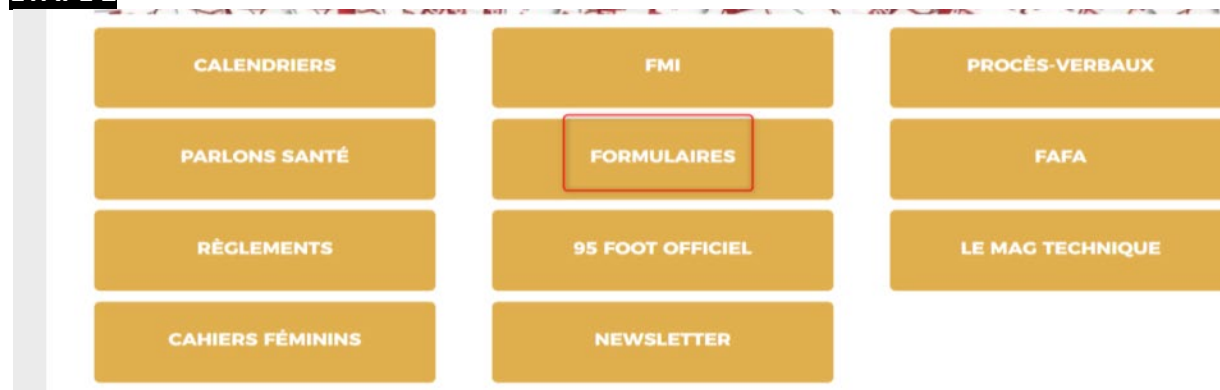 CALENDRIERS
FMI
PROCÈS-VERBAUX
PARLONS SANTÉ
FORMULAIRES
FAFA
RÈGLEMENTS
95 FOOT OFFICIEL
LE MAG TECHNIQUE
CAHIERS FÉMININS
NEWSLETTER